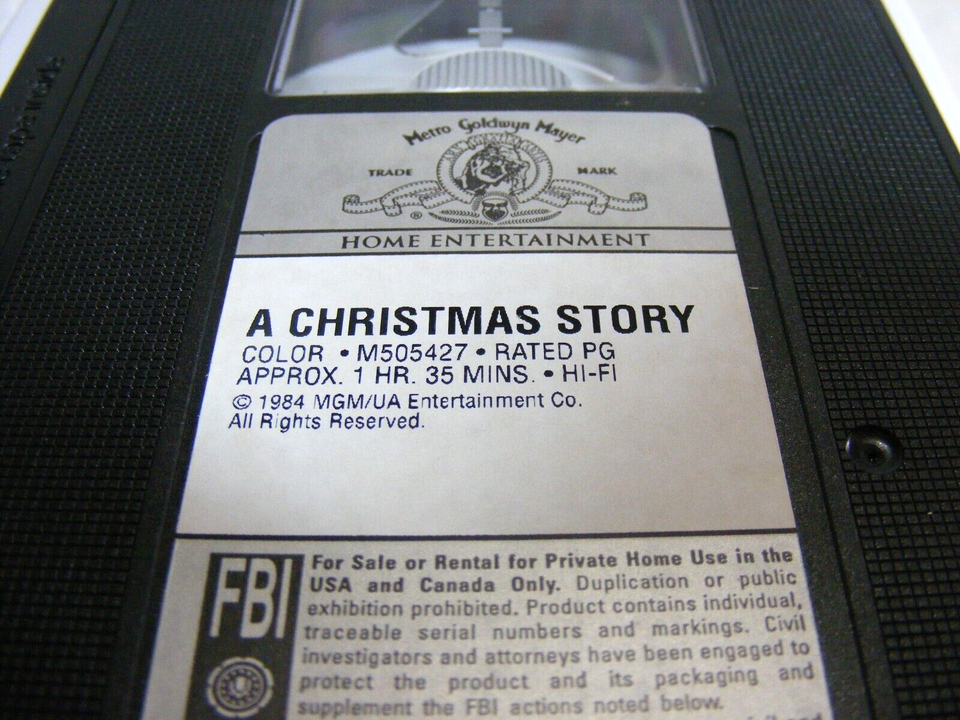 Metro Goldwyn Mayer
TRADE MARK
®
HOME ENTERTAINMENT
A CHRISTMAS STORY
COLOR • M505427 • RATED PG
APPROX. 1 HR. 35 MINS. • HI-FI
© 1984 MGM/UA Entertainment Co.
All Rights Reserved.
FBI
For Sale or Rental for Private Home Use in the
USA and Canada Only. Duplication or public
exhibition prohibited. Product contains individual,
traceable serial numbers and markings. Civil
investigators and attorneys have been engaged to
protect the product and its packaging and
supplement the FBI actions noted below.